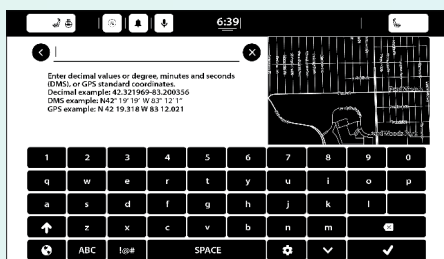 6:39
Enter decimal values or degree, minutes and seconds
(DMS), or GPS standard coordinates.
Decimal example: 42.321969-83.200356
DMS example: N42° 19' 19' W 83° 12' 1"
GPS example: N 42 19.318 W 83 12.021
1 2 3 4 5 6 7 8 9 0
q w e r t y u i o p
a s d f g h j k l
z x c v b n m
ABC !@# SPACE